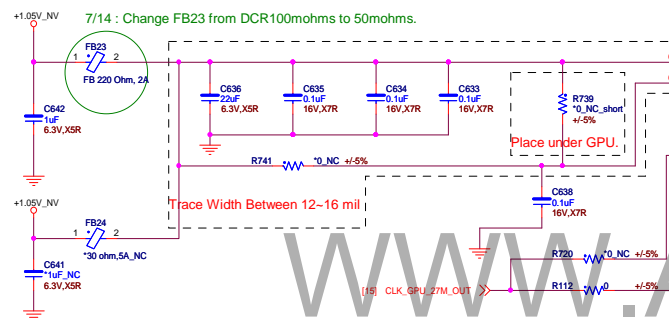 7/14 : Change FB23 from DCR100mohms to 50mohms.
+1.05V_NV
FB23
1 2
FB 220 Ohm, 2A
C642
1uF
6.3V,X5R
C636
22uF
6.3V,X5R
C635
0.1uF
16V,X7R
C634
0.1uF
16V,X7R
C633
0.1uF
16V,X7R
R739
*0_NC_short
+/-5%
Place under GPU.
R741 *0_NC +/-5%
Trace Width Between 12~16 mil
C638
0.1uF
16V,X7R
+1.05V_NV
FB24
1 2
*30 ohm,5A_NC
C641
*1uF_NC
6.3V,X5R
R720 *0_NC +/-5%
[15] CLK_GPU_27M_OUT
R112 0 +/-5%
www.